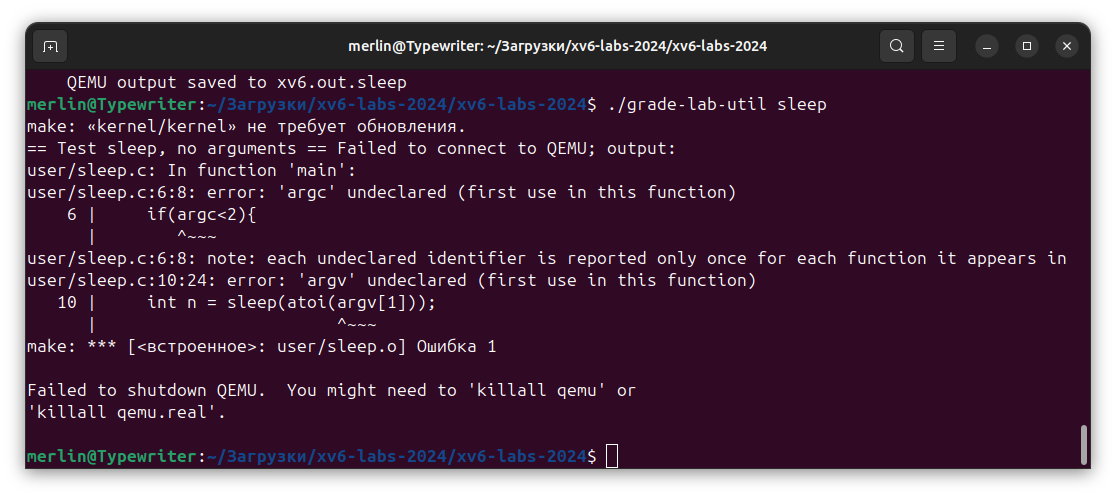 merlin@Typewriter: ~/Загрузки/xv6-labs-2024/xv6-labs-2024
    QEMU output saved to xv6.out.sleep
merlin@Typewriter:~/Загрузки/xv6-labs-2024/xv6-labs-2024$ ./grade-lab-util sleep
make: «kernel/kernel» не требует обновления.
== Test sleep, no arguments == Failed to connect to QEMU; output:
user/sleep.c: In function 'main':
user/sleep.c:6:8: error: 'argc' undeclared (first use in this function)
    6 |     if(argc<2){
      |        ^~~~
user/sleep.c:6:8: note: each undeclared identifier is reported only once for each function it appears in
user/sleep.c:10:24: error: 'argv' undeclared (first use in this function)
   10 |     int n = sleep(atoi(argv[1]));
      |                        ^~~~
make: *** [<встроенное>: user/sleep.o] Ошибка 1
Failed to shutdown QEMU.  You might need to 'killall qemu' or
'killall qemu.real'.
merlin@Typewriter:~/Загрузки/xv6-labs-2024/xv6-labs-2024$